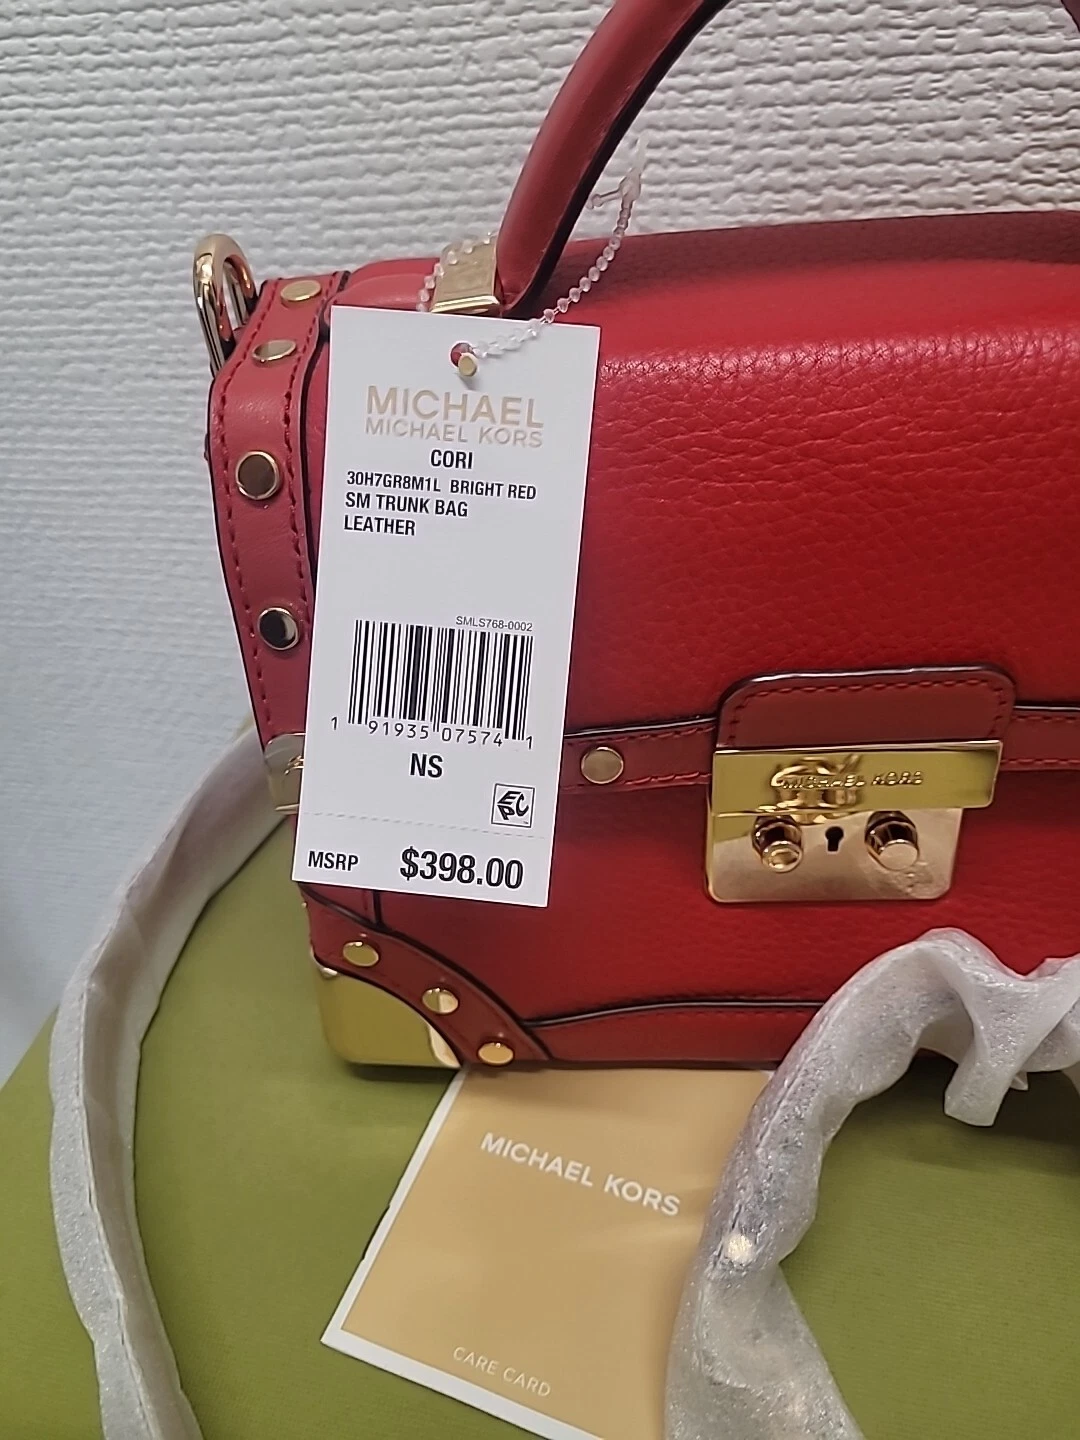 MICHAEL
MICHAEL KORS
CORI
30H7GR8M1L BRIGHT RED
SM TRUNK BAG
LEATHER
SMLS768-0002
1 91935 07574 1
NS
EPC
MSRP $398.00
MICHAEL KORS
MICHAEL KORS
CARE CARD